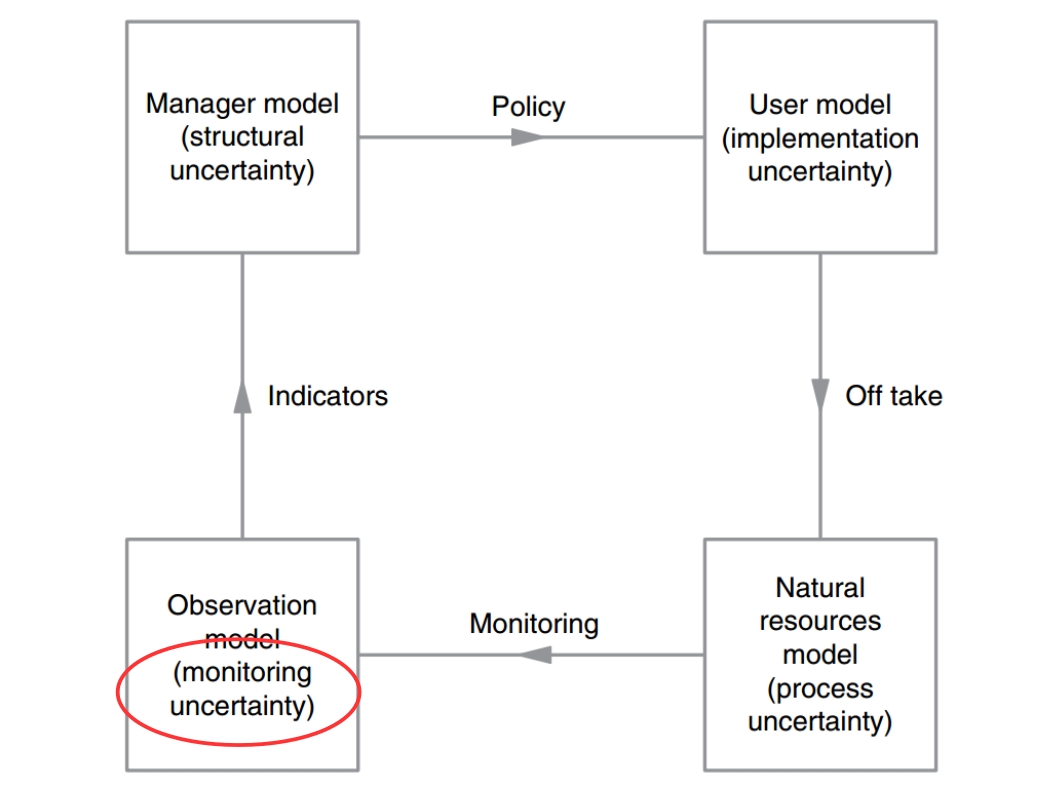 Manager model
(structural
uncertainty)
Policy
User model
(implementation
uncertainty)
Indicators
Off take
Observation
model
(monitoring
uncertainty)
Monitoring
Natural
resources
model
(process
uncertainty)